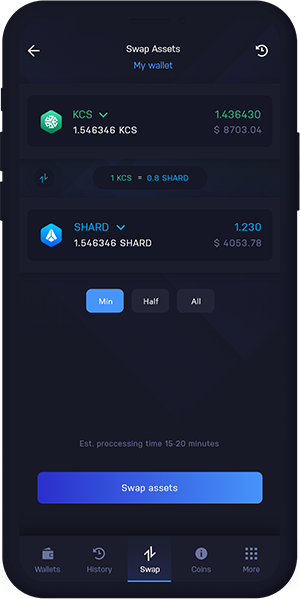 Swap Assets
My wallet
KCS 1.436430
1.546346 KCS $ 8703.04
1 KCS = 0.8 SHARD
SHARD 1.230
1.546346 SHARD $ 4053.78
Min Half All
Est. proccessing time 15-20 minutes
Swap assets
Wallets History Swap Coins More